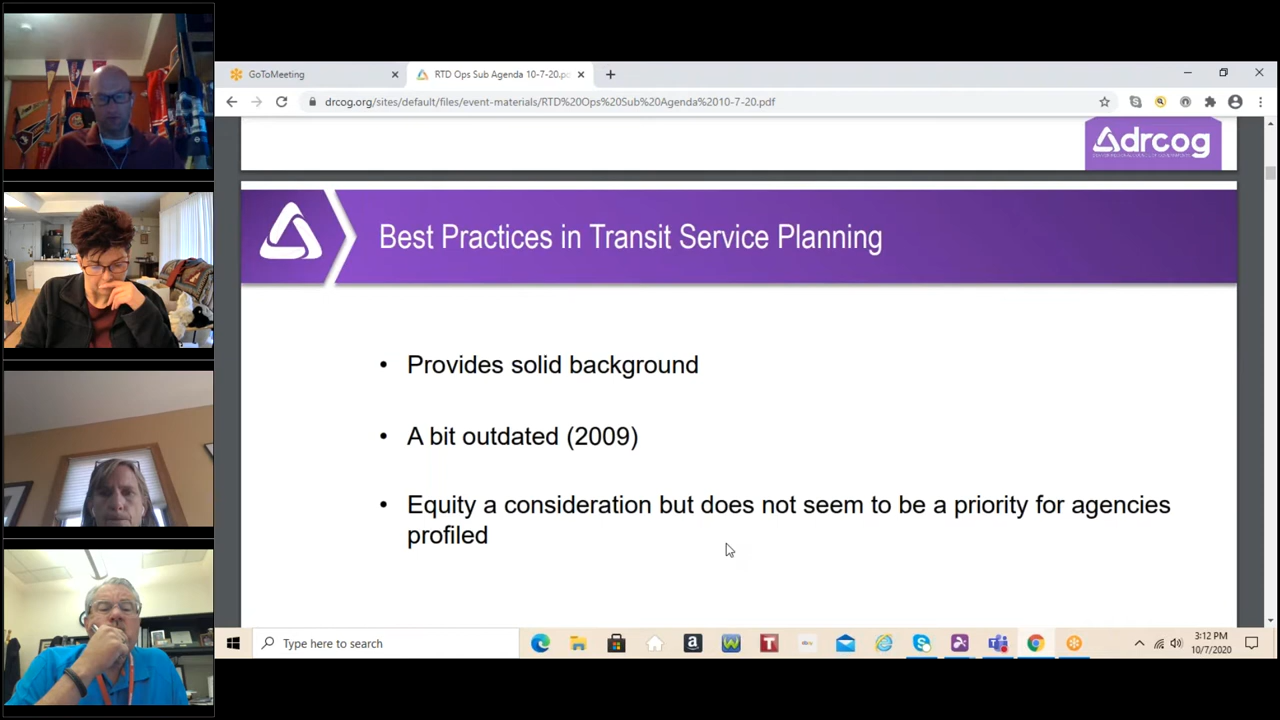 GoToMeeting
RTD Ops Sub Agenda 10-7-20.p
drcog.org/sites/default/files/event-materials/RTD%20Ops%20Sub%20Agenda%2010-7-20.pdf
drcog
Best Practices in Transit Service Planning
• Provides solid background
• A bit outdated (2009)
• Equity a consideration but does not seem to be a priority for agencies
profiled
Type here to search
3:12 PM
10/7/2020